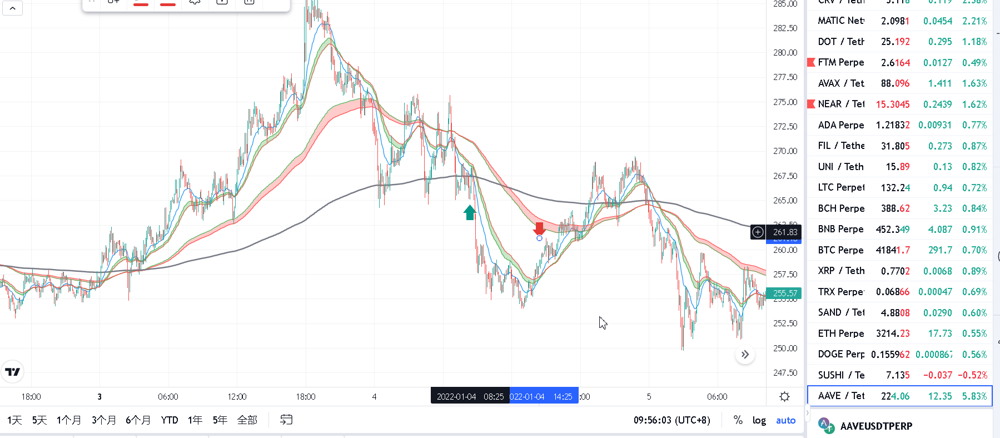 285.00
282.50
280.00
277.50
275.00
272.50
270.00
267.50
265.00
261.83
260.00
257.50
255.57
252.50
250.00
247.50
18:00 3 06:00 12:00 18:00 4 2022-01-04 08:25 022-01-04 14:25 :00 5 06:00
1天 5天 1个月 3个月 6个月 YTD 1年 5年 全部 09:56:03 (UTC+8) % log auto
MATIC Net 2.0981 0.0454 2.21%
DOT / Teth 25.192 0.295 1.18%
FTM Perpe 2.6164 0.0127 0.49%
AVAX / Tet 88.096 1.411 1.63%
NEAR / Tet 15.3045 0.2439 1.62%
ADA Perpe 1.21832 0.00931 0.77%
FIL / Tethe 31.805 0.273 0.87%
UNI / Teth 15.89 0.13 0.82%
LTC Perpet 132.24 0.94 0.72%
BCH Perpe 388.62 3.23 0.84%
BNB Perpe 452.349 4.087 0.91%
BTC Perpe 41841.7 291.7 0.70%
XRP / Teth 0.7702 0.0068 0.89%
TRX Perpe 0.06866 0.00047 0.69%
SAND / Tet 4.8808 0.0290 0.60%
ETH Perpe 3214.23 17.73 0.55%
DOGE Perp 0.155962 0.000867 0.56%
SUSHI / Te 7.135 −0.037 −0.52%
AAVE / Tet 224.06 12.35 5.83%
AAVEUSDTPERP